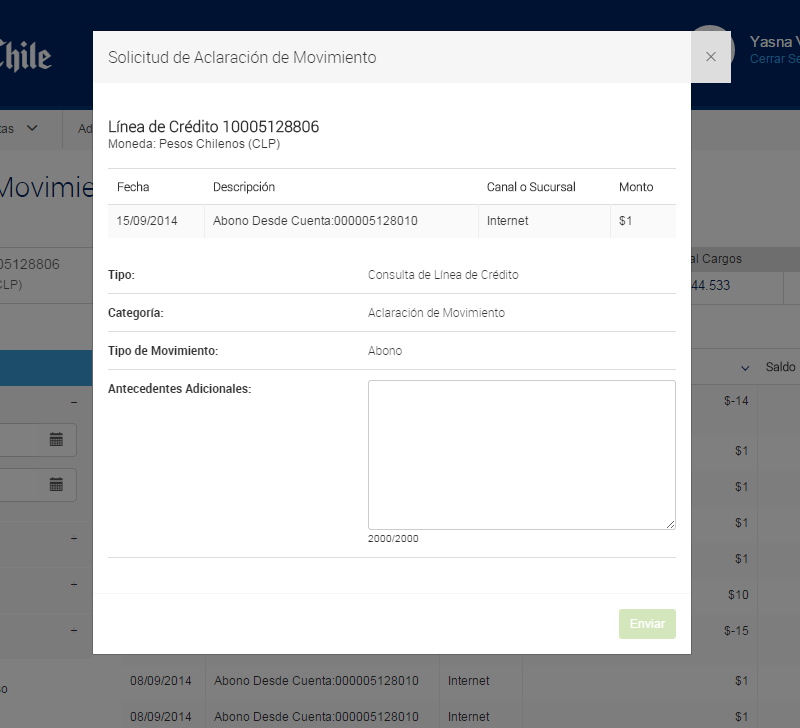 Chile
Yasna V
Cerrar Se
Solicitud de Aclaración de Movimiento
Línea de Crédito 10005128806
Moneda: Pesos Chilenos (CLP)
Fecha Descripción Canal o Sucursal Monto
15/09/2014 Abono Desde Cuenta:000005128010 Internet $1
Tipo: Consulta de Línea de Crédito
Categoría: Aclaración de Movimiento
Tipo de Movimiento: Abono
Antecedentes Adicionales:
2000/2000
Enviar
tas
Ad
Movimie
05128806
CLP)
al Cargos
44.533
Saldo
$-14
$1
$1
$1
$1
$10
$-15
so
08/09/2014 Abono Desde Cuenta:000005128010 Internet $1
08/09/2014 Abono Desde Cuenta:000005128010 Internet $1